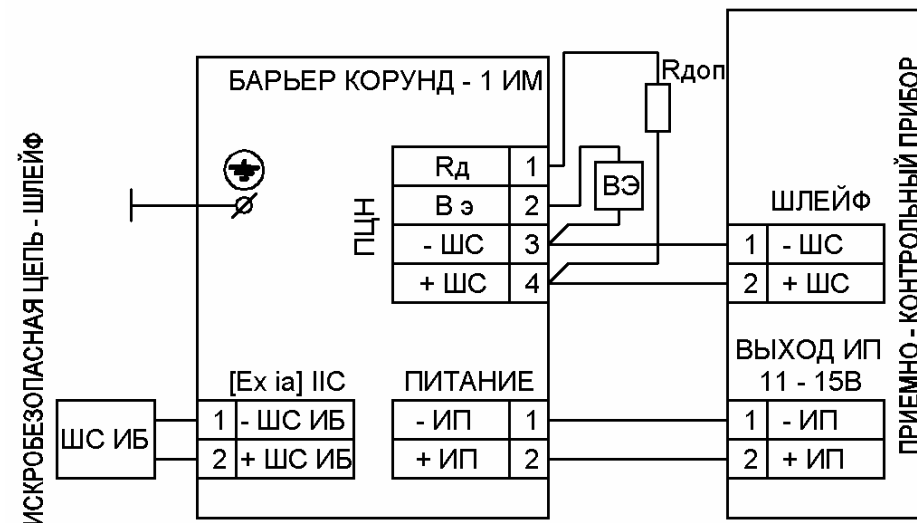 ИСКРОБЕЗОПАСНАЯ ЦЕПЬ - ШЛЕЙФ
БАРЬЕР КОРУНД - 1 ИМ
ПЦН
Rд 1
В э 2
- ШС 3
+ ШС 4
Rдоп
ВЭ
[Ex ia] IIC
ШС ИБ
1 - ШС ИБ
2 + ШС ИБ
ПИТАНИЕ
- ИП 1
+ ИП 2
ШЛЕЙФ
1 - ШС
2 + ШС
ВЫХОД ИП
11 - 15В
1 - ИП
2 + ИП
ПРИЕМНО - КОНТРОЛЬНЫЙ ПРИБОР